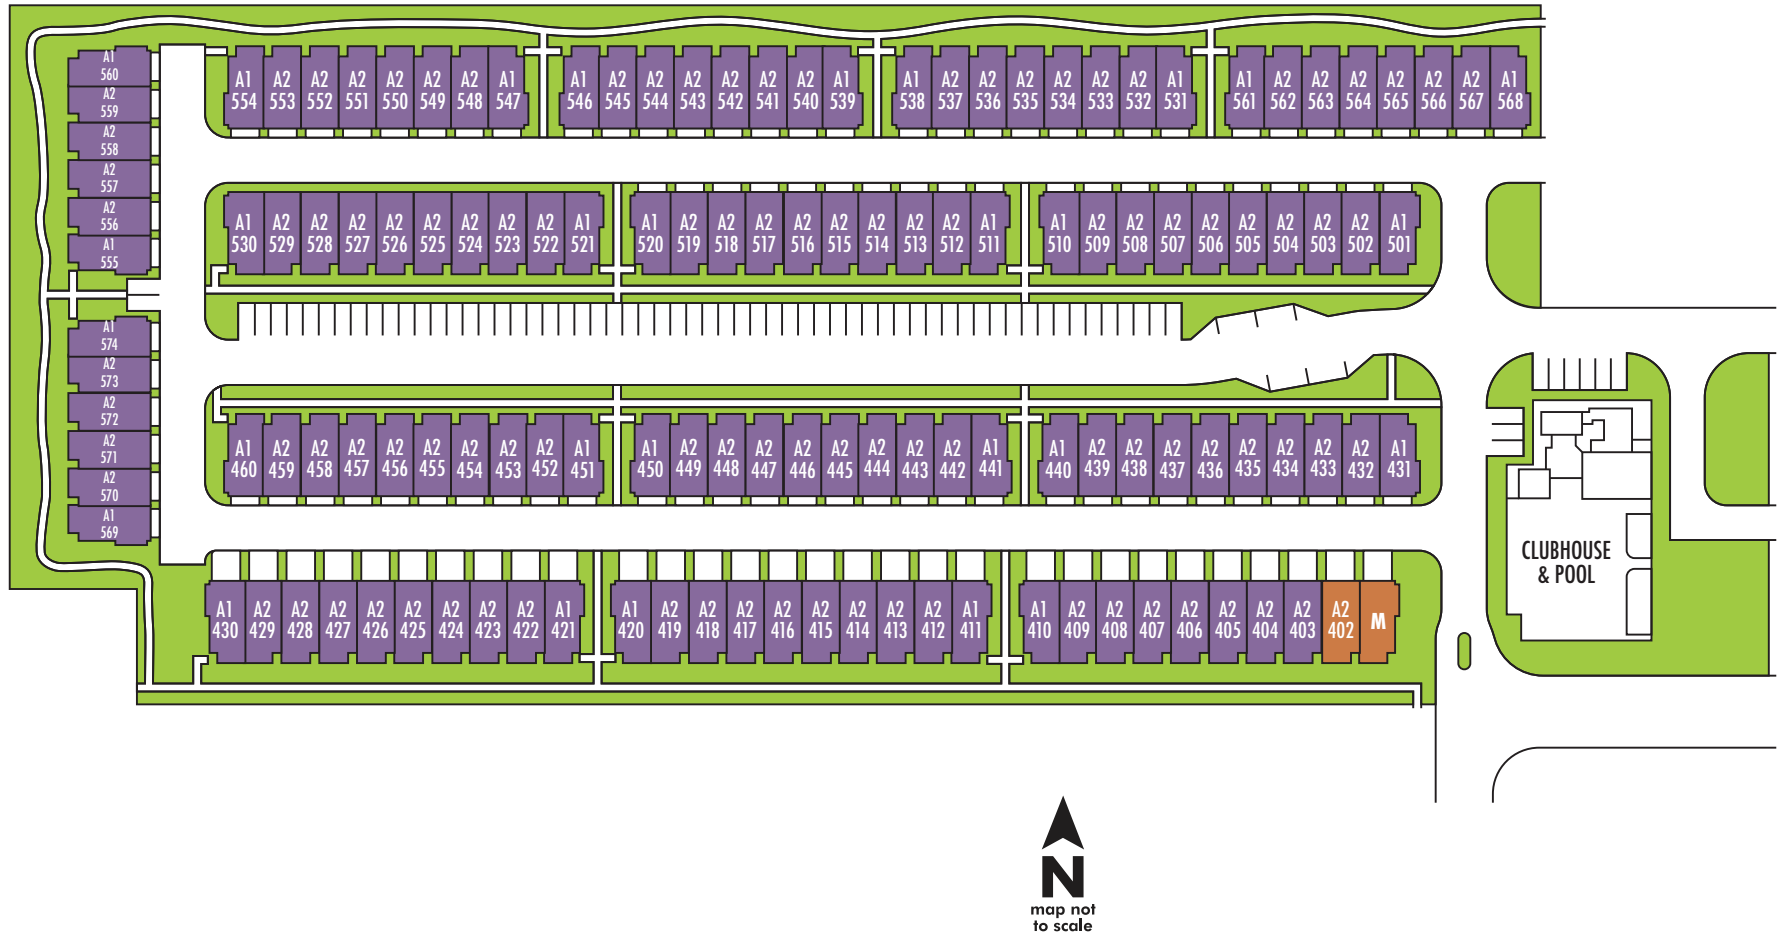 A1 A2 A2 A2 A2 A2 A2 A1
554 553 552 551 550 549 548 547
A1 A2 A2 A2 A2 A2 A2 A1
546 545 544 543 542 541 540 539
A1 A2 A2 A2 A2 A2 A2 A1
538 537 536 535 534 533 532 531
A1 A2 A2 A2 A2 A2 A2 A1
561 562 563 564 565 566 567 568
A1
560
A2
559
A2
558
A2
557
A2
556
A1
555
A1 A2 A2 A2 A2 A2 A2 A2 A2 A1
530 529 528 527 526 525 524 523 522 521
A1 A2 A2 A2 A2 A2 A2 A2 A2 A1
520 519 518 517 516 515 514 513 512 511
A1 A2 A2 A2 A2 A2 A2 A2 A2 A1
510 509 508 507 506 505 504 503 502 501
A1
574
A2
573
A2
572
A2
571
A2
570
A1
569
A1 A2 A2 A2 A2 A2 A2 A2 A2 A1
460 459 458 457 456 455 454 453 452 451
A1 A2 A2 A2 A2 A2 A2 A2 A2 A1
450 449 448 447 446 445 444 443 442 441
A1 A2 A2 A2 A2 A2 A2 A2 A2 A1
440 439 438 437 436 435 434 433 432 431
CLUBHOUSE
& POOL
A1 A2 A2 A2 A2 A2 A2 A2 A2 A1
430 429 428 427 426 425 424 423 422 421
A1 A2 A2 A2 A2 A2 A2 A2 A2 A1
420 419 418 417 416 415 414 413 412 411
A1 A2 A2 A2 A2 A2 A2 A2 A2 M
410 409 408 407 406 405 404 403 402
N
map not
to scale